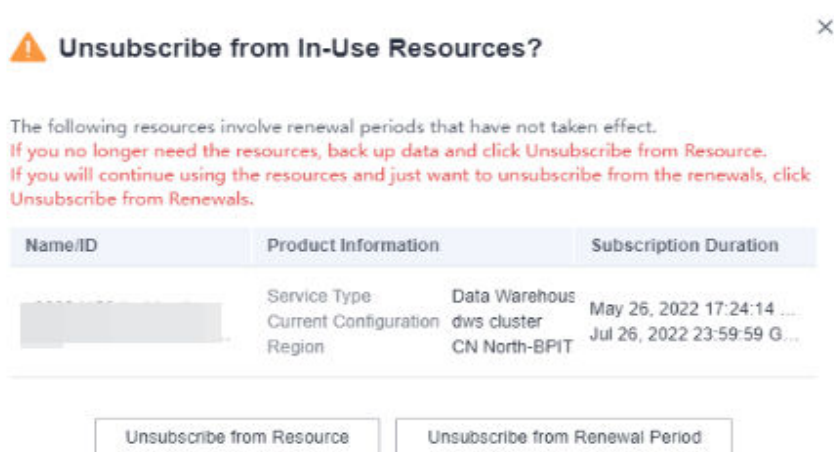 Unsubscribe from In-Use Resources?
The following resources involve renewal periods that have not taken effect.
If you no longer need the resources, back up data and click Unsubscribe from Resource.
If you will continue using the resources and just want to unsubscribe from the renewals, click
Unsubscribe from Renewals.
Name/ID Product Information Subscription Duration
Service Type Data Warehous May 26, 2022 17:24:14 ...
Current Configuration dws cluster Jul 26, 2022 23:59:59 G...
Region CN North-BPIT
Unsubscribe from Resource Unsubscribe from Renewal Period